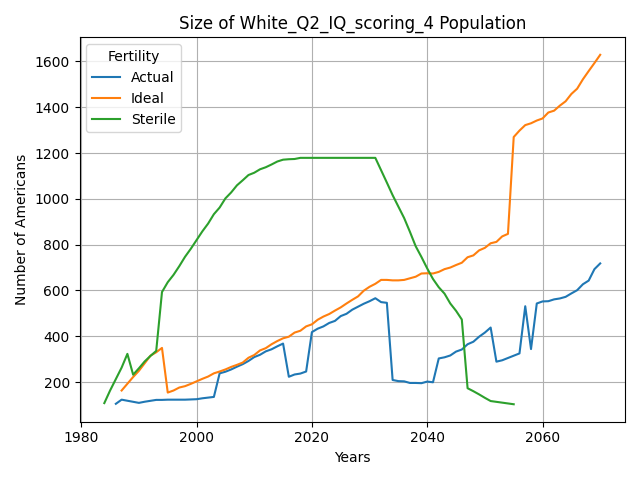 Size of White_Q2_IQ_scoring_4 Population
Fertility
Actual
Ideal
Sterile
Number of Americans
1600
1400
1200
1000
800
600
400
200
1980
2000
2020
2040
2060
Years